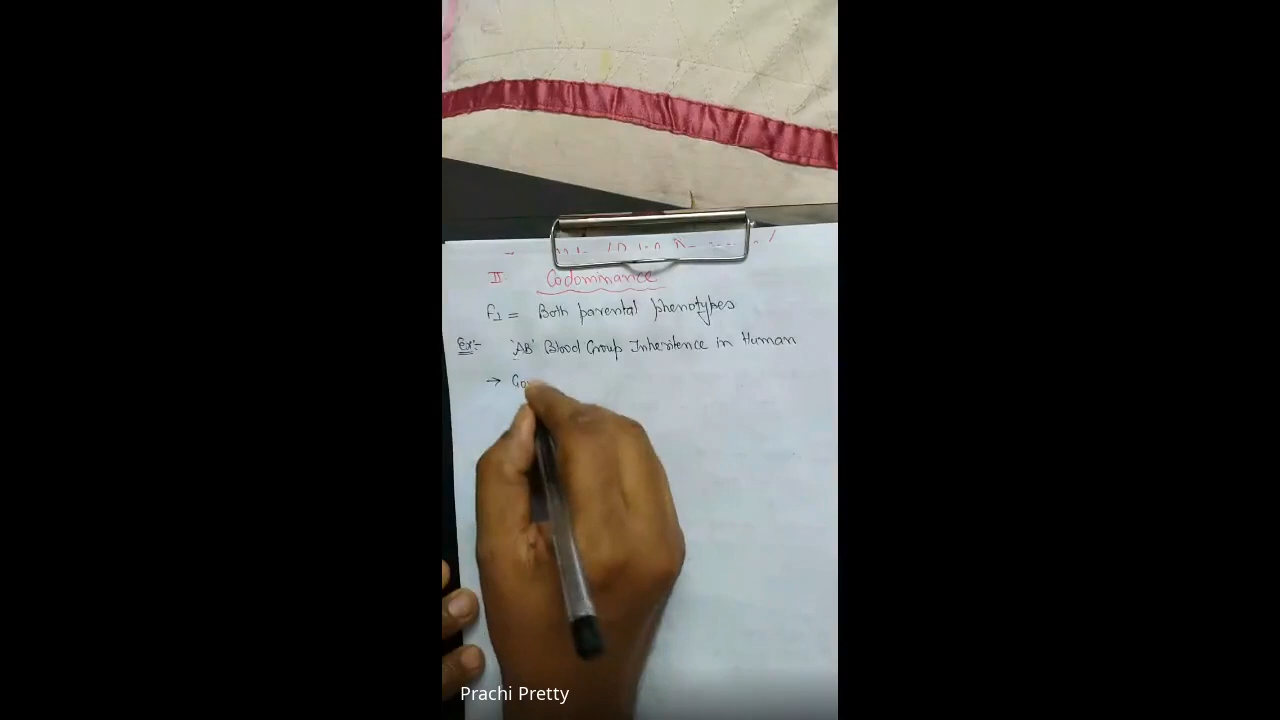 II Codominance
F1 = Both parental phenotypes
Ex:- 'AB' Blood Group Inheritence in Human
→
Prachi Pretty